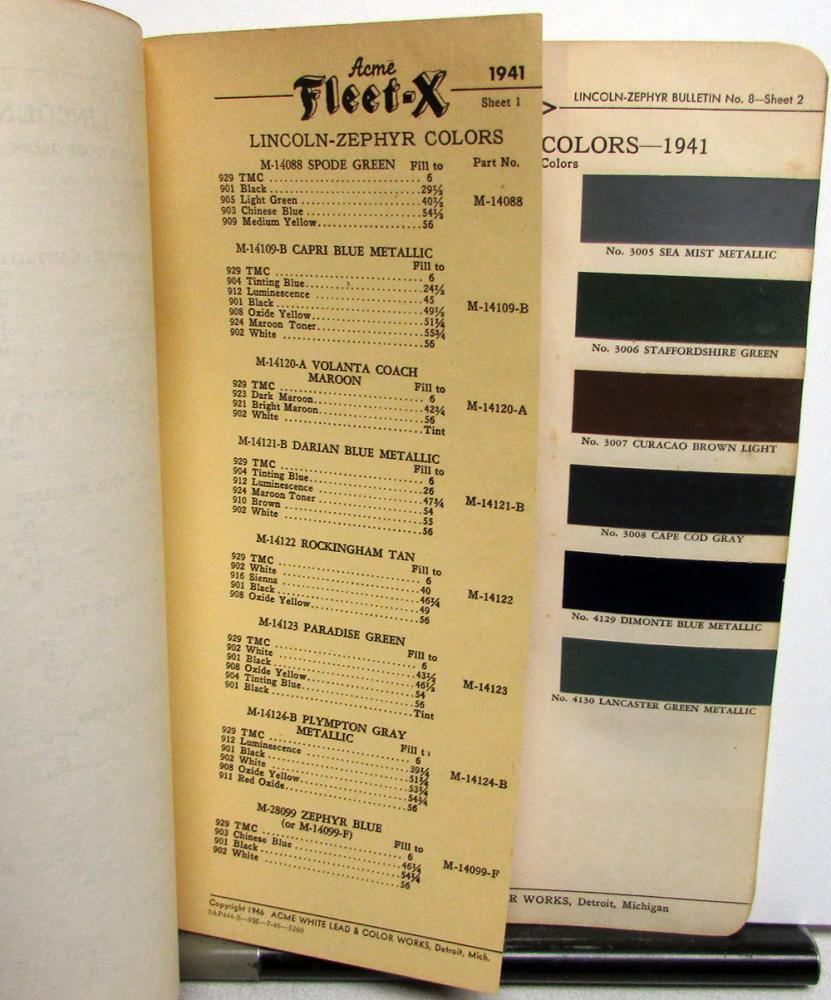 Acme
Fleet-X
1941
Sheet 1
LINCOLN-ZEPHYR COLORS
M-14088 SPODE GREEN Fill to Part No.
929 TMC ........ 6
901 Black ........ 29½
905 Light Green ........ 40½ M-14088
903 Chinese Blue ........ 54½
909 Medium Yellow ........ 56
M-14109-B CAPRI BLUE METALLIC
Fill to
929 TMC ........ 6
904 Tinting Blue ........ 24½
912 Luminescence ........ 45
901 Black ........ 49½ M-14109-B
908 Oxide Yellow ........ 51¼
924 Maroon Toner ........ 55¾
902 White ........ 56
M-14120-A VOLANTA COACH
MAROON Fill to
929 TMC ........ 6
923 Dark Maroon ........ 42¾ M-14120-A
921 Bright Maroon ........ 56
902 White ........ Tint
M-14121-B DARIAN BLUE METALLIC
Fill to
929 TMC ........ 6
904 Tinting Blue ........ 26
912 Luminescence ........ 47¾
924 Maroon Toner ........ 54 M-14121-B
910 Brown ........ 55
902 White ........ 56
M-14122 ROCKINGHAM TAN
Fill to
929 TMC ........ 6
902 White ........ 40
916 Sienna ........ 46¼ M-14122
901 Black ........ 49
908 Oxide Yellow ........ 56
M-14123 PARADISE GREEN
Fill to
929 TMC ........ 6
902 White ........ 43½
901 Black ........ 46½ M-14123
908 Oxide Yellow ........ 54
904 Tinting Blue ........ 56
901 Black ........ Tint
M-14124-B PLYMPTON GRAY
METALLIC Fill to
929 TMC ........ 6
912 Luminescence ........ 39¼
901 Black ........ 51¼ M-14124-B
902 White ........ 53¼
908 Oxide Yellow ........ 54¾
911 Red Oxide ........ 56
M-28099 ZEPHYR BLUE
(or M-14099-F) Fill to
929 TMC ........ 6
903 Chinese Blue ........ 46½ M-14099-F
901 Black ........ 54¼
902 White ........ 56
Copyright 1946 ACME WHITE LEAD & COLOR WORKS, Detroit, Mich.
LINCOLN-ZEPHYR BULLETIN No. 8—Sheet 2
COLORS—1941
Colors
No. 3005 SEA MIST METALLIC
No. 3006 STAFFORDSHIRE GREEN
No. 3007 CURACAO BROWN LIGHT
No. 3008 CAPE COD GRAY
No. 4129 DIMONTE BLUE METALLIC
No. 4130 LANCASTER GREEN METALLIC
R WORKS, Detroit, Michigan